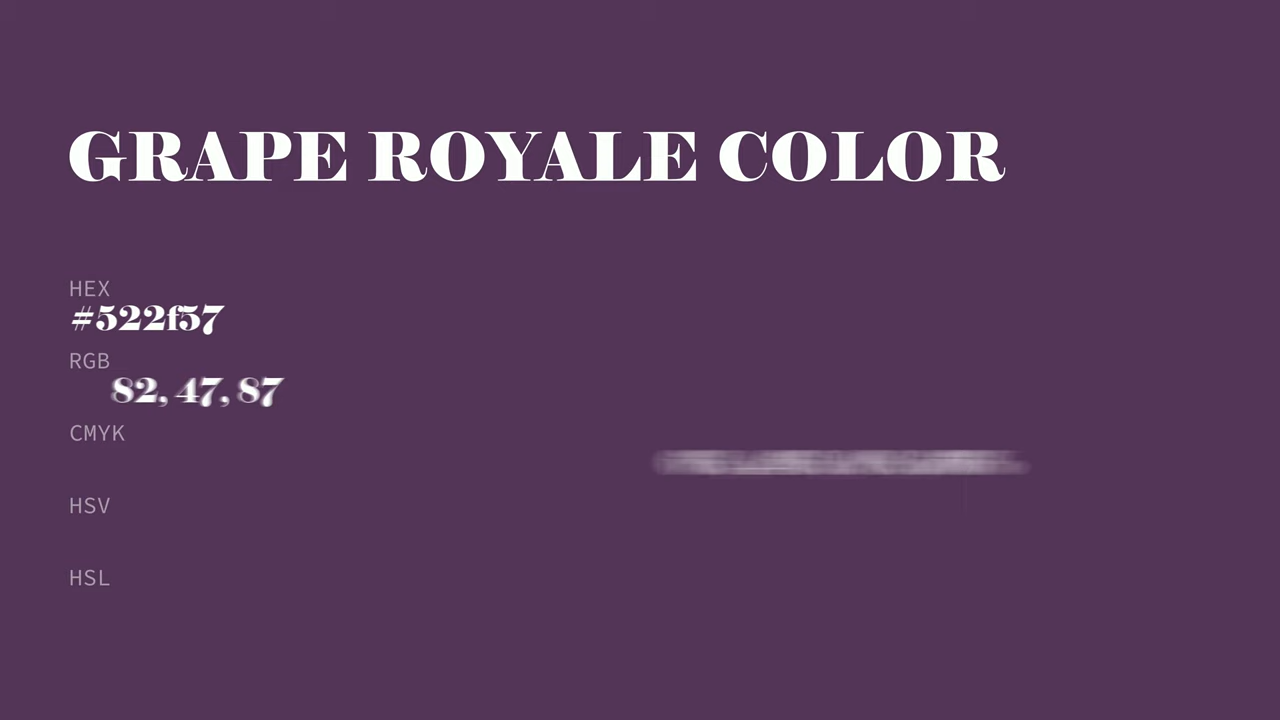 GRAPE ROYALE COLOR
HEX
#522f57
RGB
82, 47, 87
CMYK
HSV
HSL